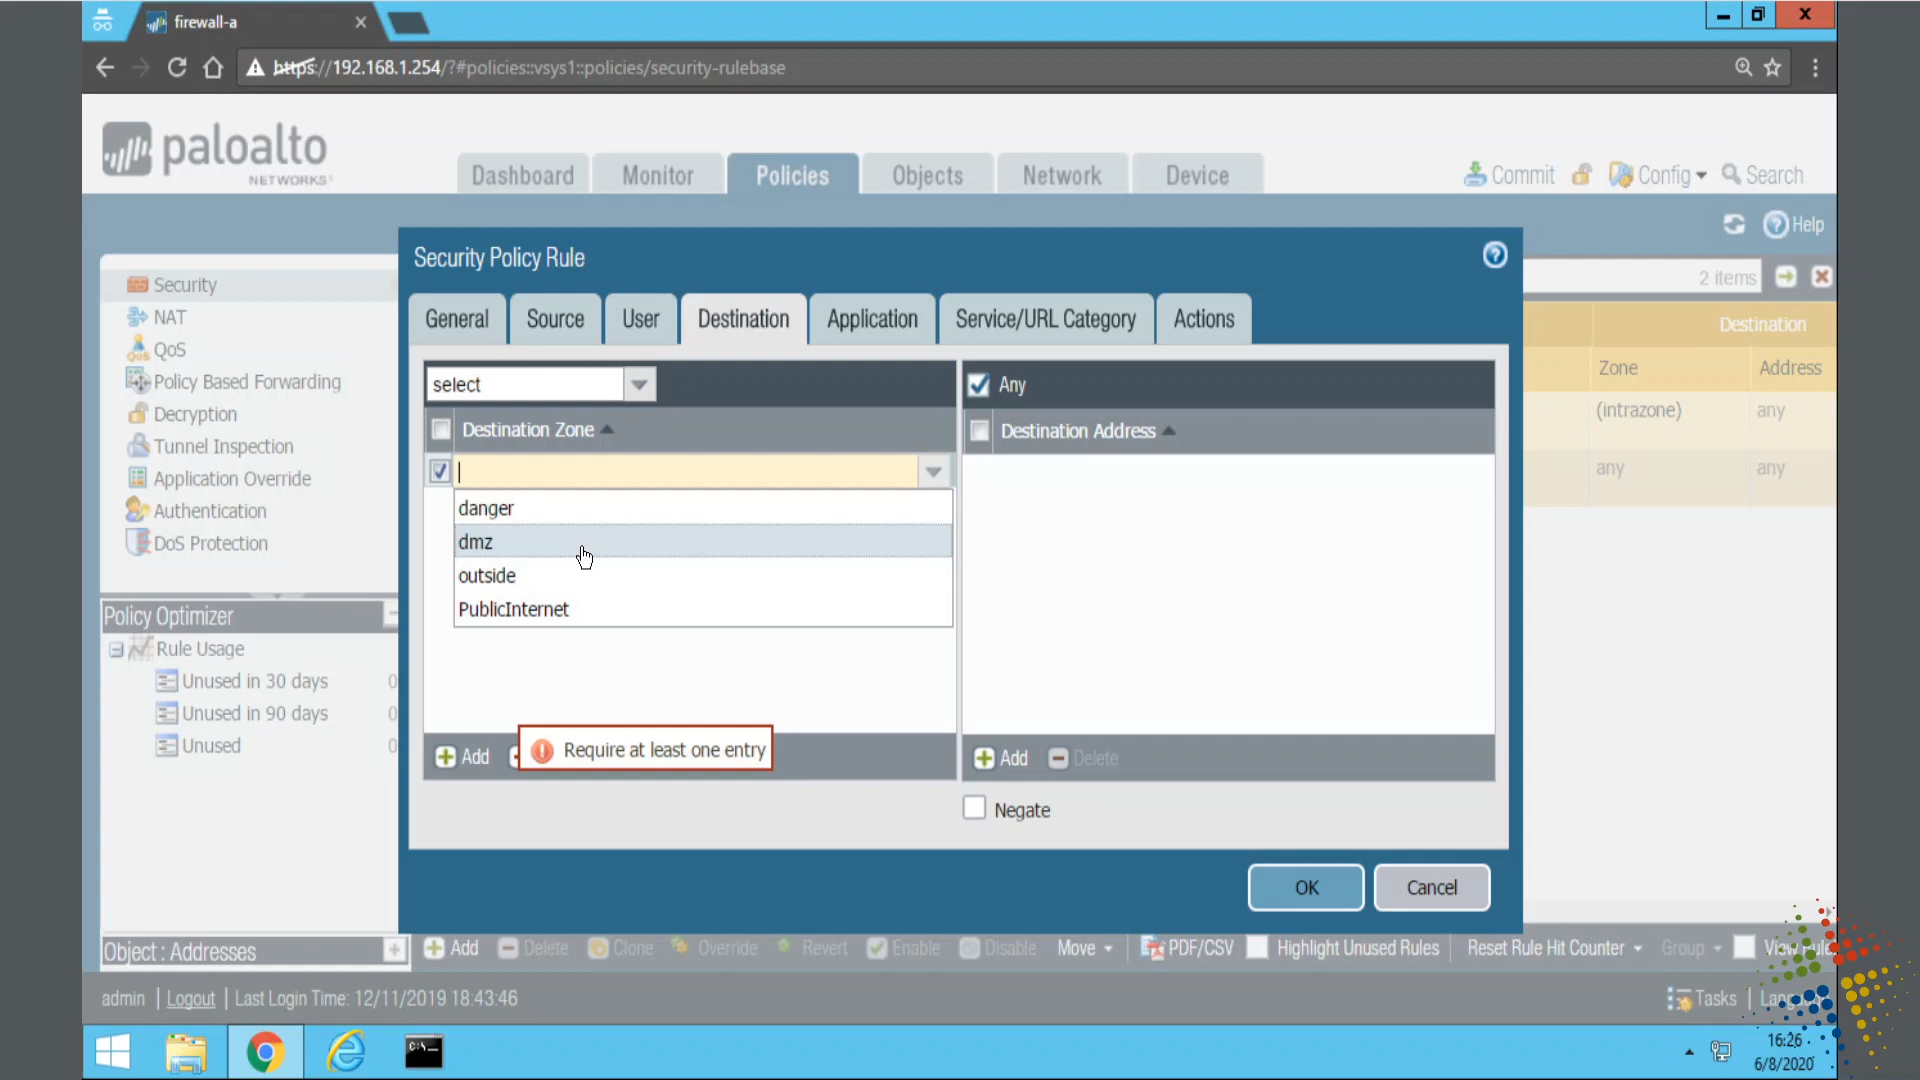 firewall-a
https://192.168.1.254/?#policies::vsys1::policies/security-rulebase
paloalto
NETWORKS
Dashboard
Monitor
Policies
Objects
Network
Device
Commit
Config
Search
Help
Security
NAT
QoS
Policy Based Forwarding
Decryption
Tunnel Inspection
Application Override
Authentication
DoS Protection
Policy Optimizer
Rule Usage
Unused in 30 days 0
Unused in 90 days 0
Unused 0
Object : Addresses
2 items
Destination
Zone Address
(intrazone) any
any any
Security Policy Rule
General
Source
User
Destination
Application
Service/URL Category
Actions
select
Destination Zone
danger
dmz
outside
PublicInternet
Add
Require at least one entry
Any
Destination Address
Add Delete
Negate
OK
Cancel
Add Delete Clone Override Revert Enable Disable Move PDF/CSV Highlight Unused Rules Reset Rule Hit Counter Group View
admin | Logout | Last Login Time: 12/11/2019 18:43:46
Tasks |
C:\
16:26
6/8/2020